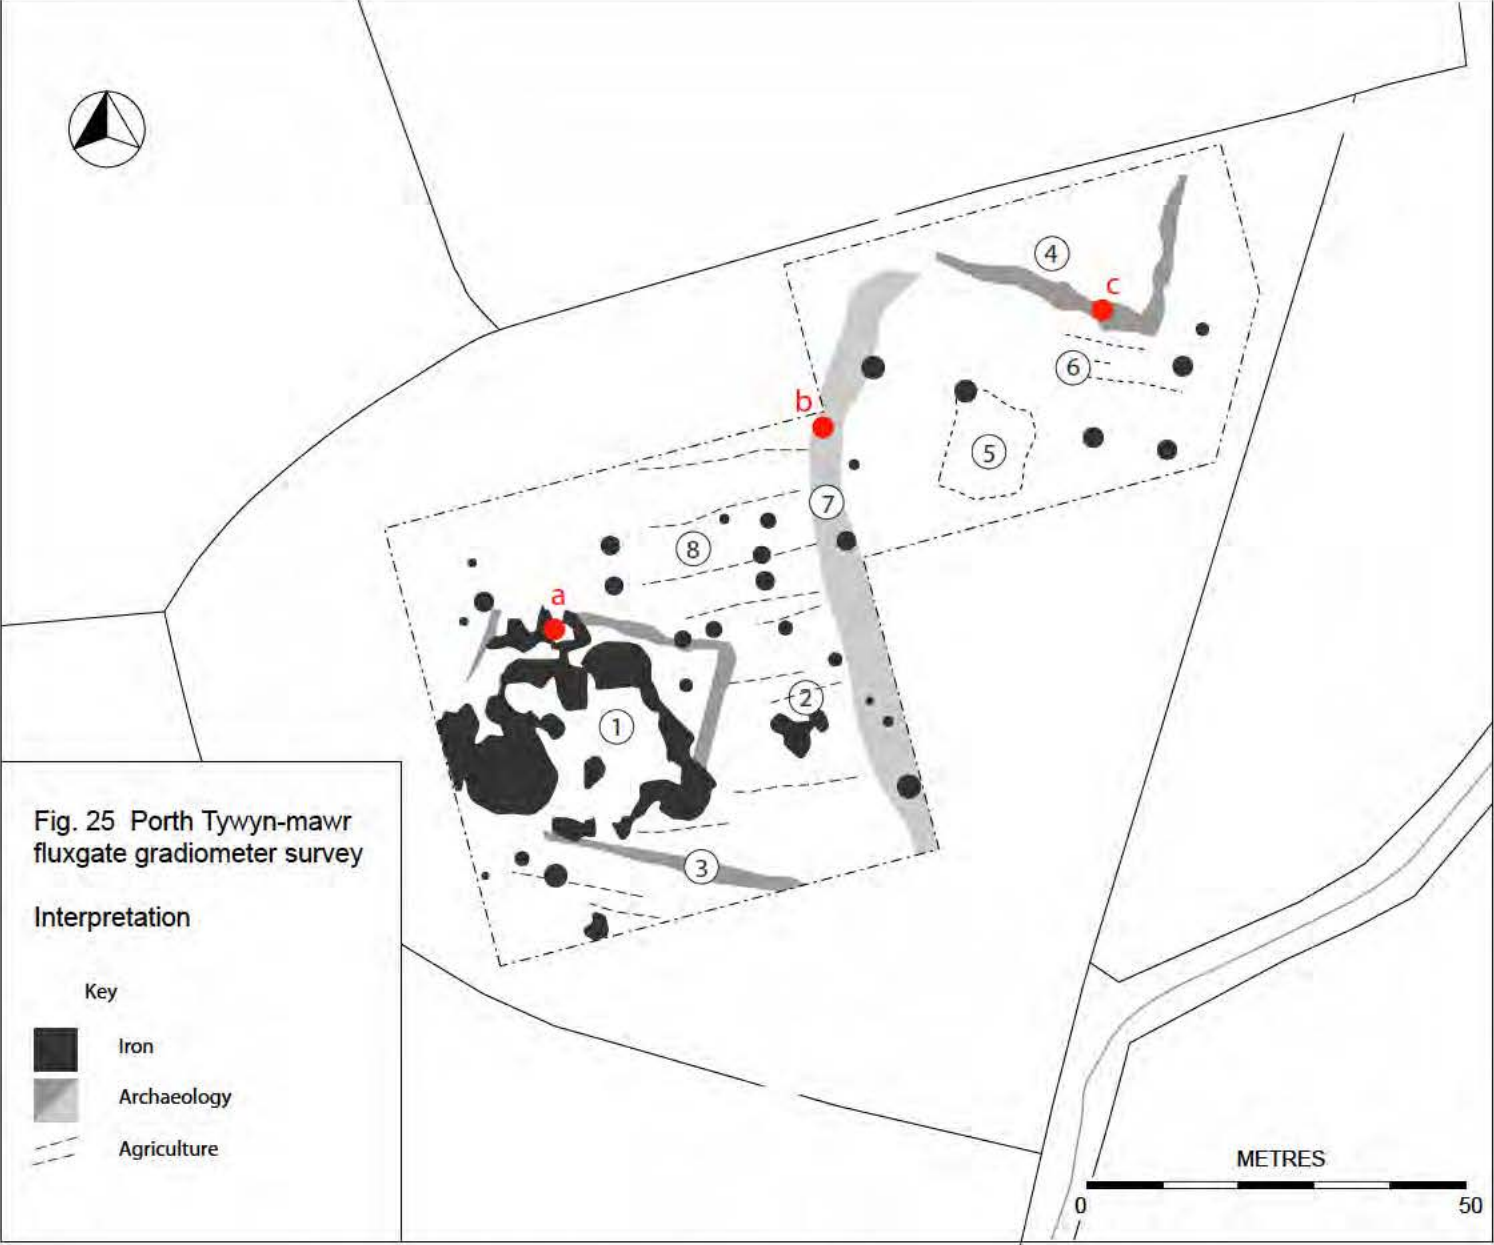 4
c
6
b
5
7
8
a
2
1
3
Fig. 25 Porth Tywyn-mawr
fluxgate gradiometer survey
Interpretation
Key
Iron
Archaeology
Agriculture
METRES
0 50